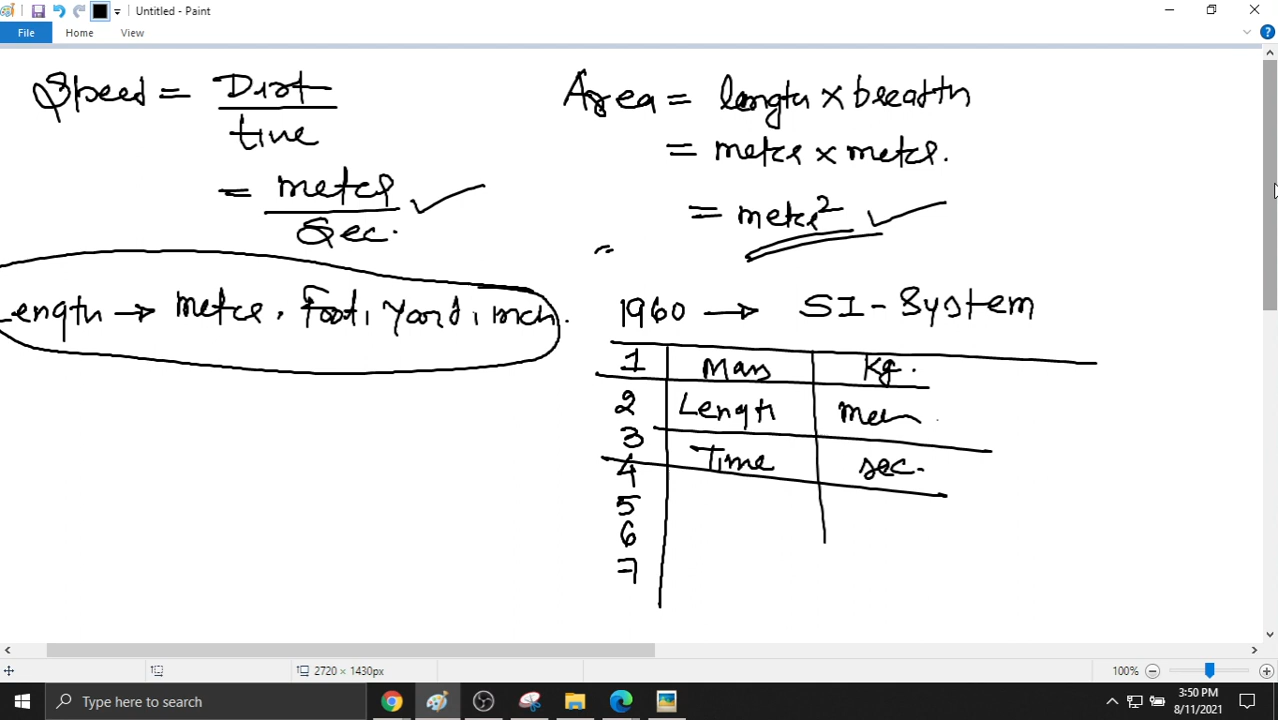 Untitled - Paint
File Home View
Speed = Dist
time
= metre
Sec.
Area = length x breadth
= metre x metre.
= metre²
Length → metre, Foot, Yard, inch.
1960 → SI-System
1 Mass Kg.
2 Length
3 Time sec.
4
5
6
7
2720 × 1430px
100%
Type here to search
3:50 PM
8/11/2021